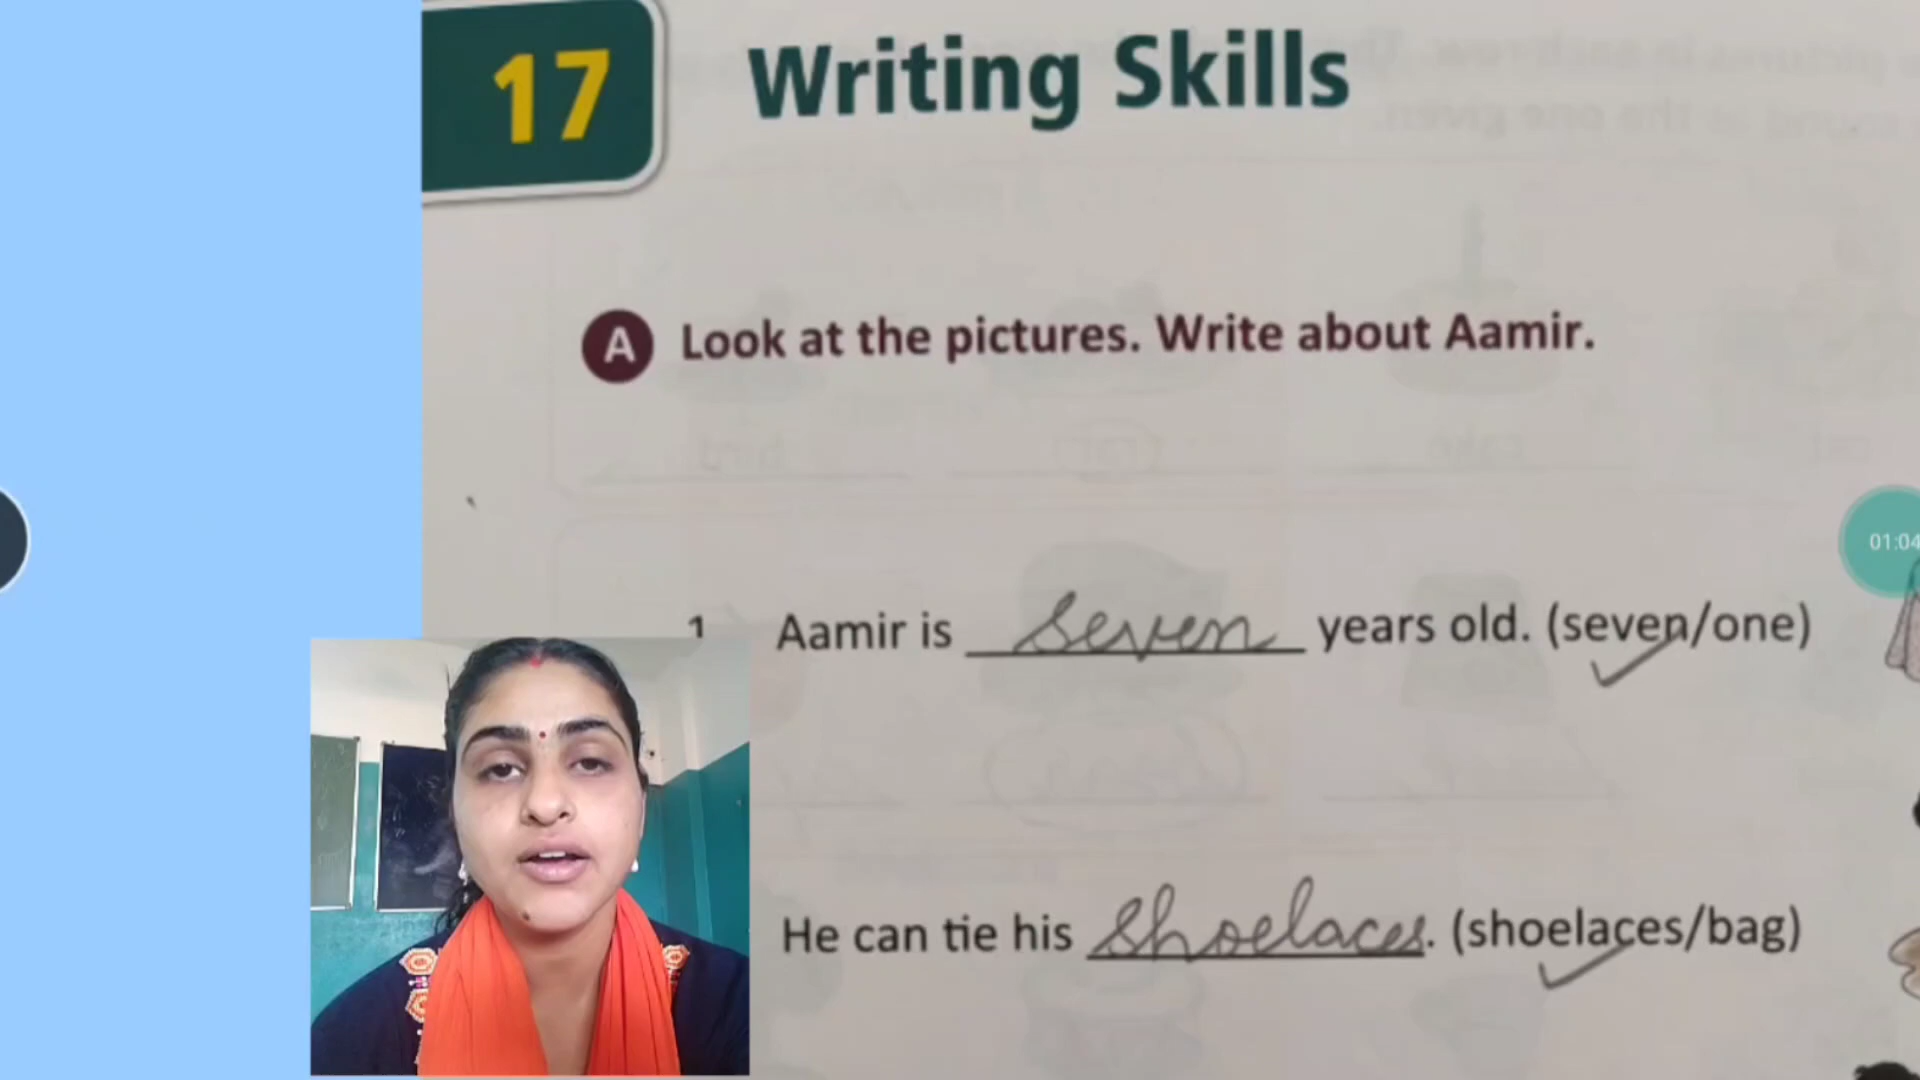 17 Writing Skills
A Look at the pictures. Write about Aamir.
01:04
1 Aamir is seven years old. (seven/one)
He can tie his shoelaces. (shoelaces/bag)